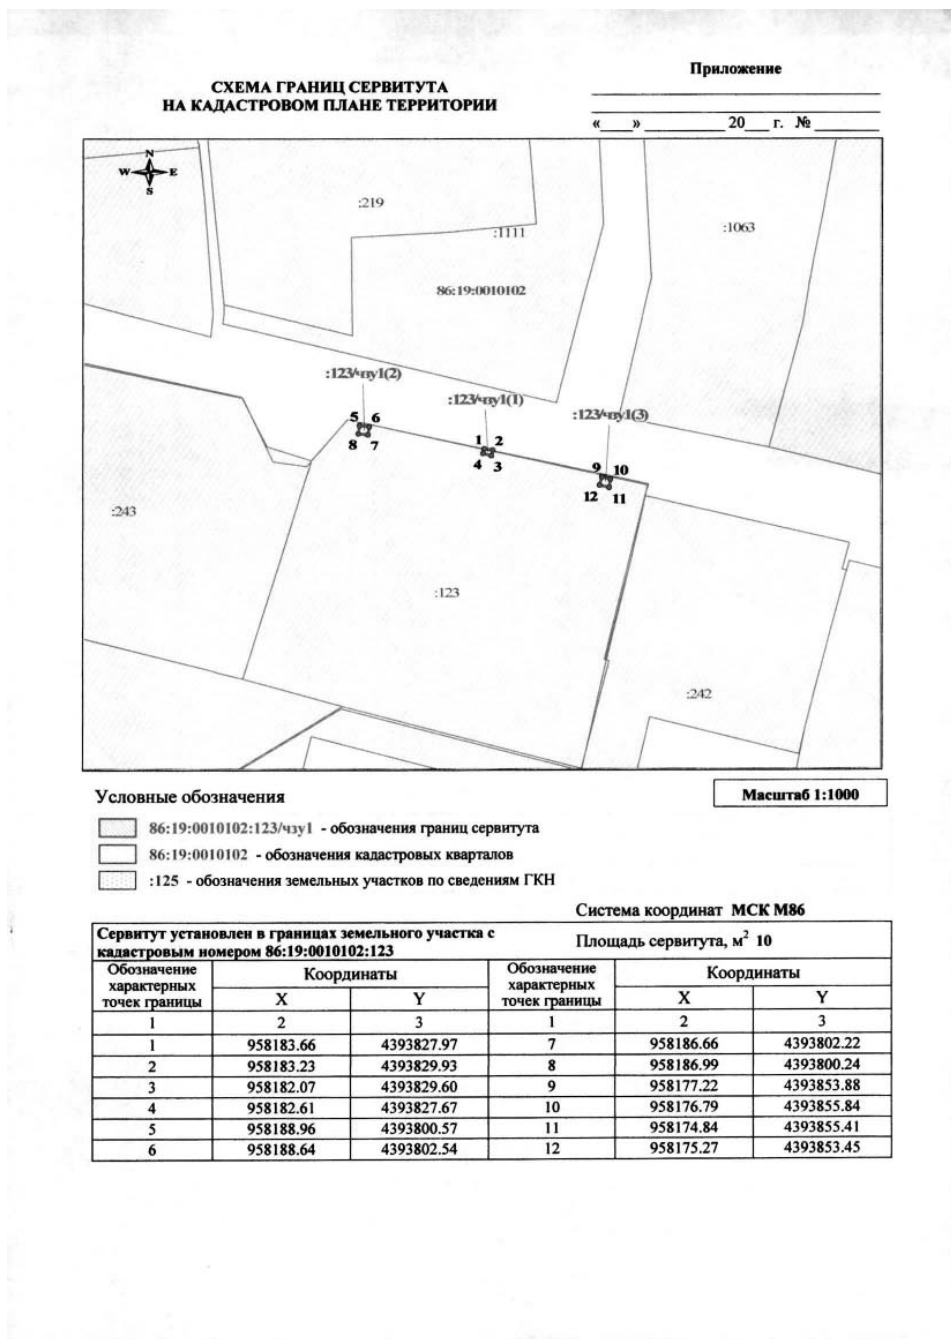 Приложение
СХЕМА ГРАНИЦ СЕРВИТУТА
НА КАДАСТРОВОМ ПЛАНЕ ТЕРРИТОРИИ
«____» __________ 20___ г. № ________
N
W E
S
:219
:1111
:1063
86:19:0010102
:123/чзу1(2)
:123/чзу1(1)
:123/чзу1(3)
5 6
8 7
1 2
4 3
9 10
12 11
:243
:123
:242
Условные обозначения
Масштаб 1:1000
86:19:0010102:123/чзу1 - обозначения границ сервитута
86:19:0010102 - обозначения кадастровых кварталов
:125 - обозначения земельных участков по сведениям ГКН
Система координат МСК М86
Сервитут установлен в границах земельного участка с
кадастровым номером 86:19:0010102:123
Площадь сервитута, м² 10
Обозначение характерных точек границы Координаты Обозначение характерных точек границы Координаты
X Y X Y
1 2 3 1 2 3
1 958183.66 4393827.97 7 958186.66 4393802.22
2 958183.23 4393829.93 8 958186.99 4393800.24
3 958182.07 4393829.60 9 958177.22 4393853.88
4 958182.61 4393827.67 10 958176.79 4393855.84
5 958188.96 4393800.57 11 958174.84 4393855.41
6 958188.64 4393802.54 12 958175.27 4393853.45